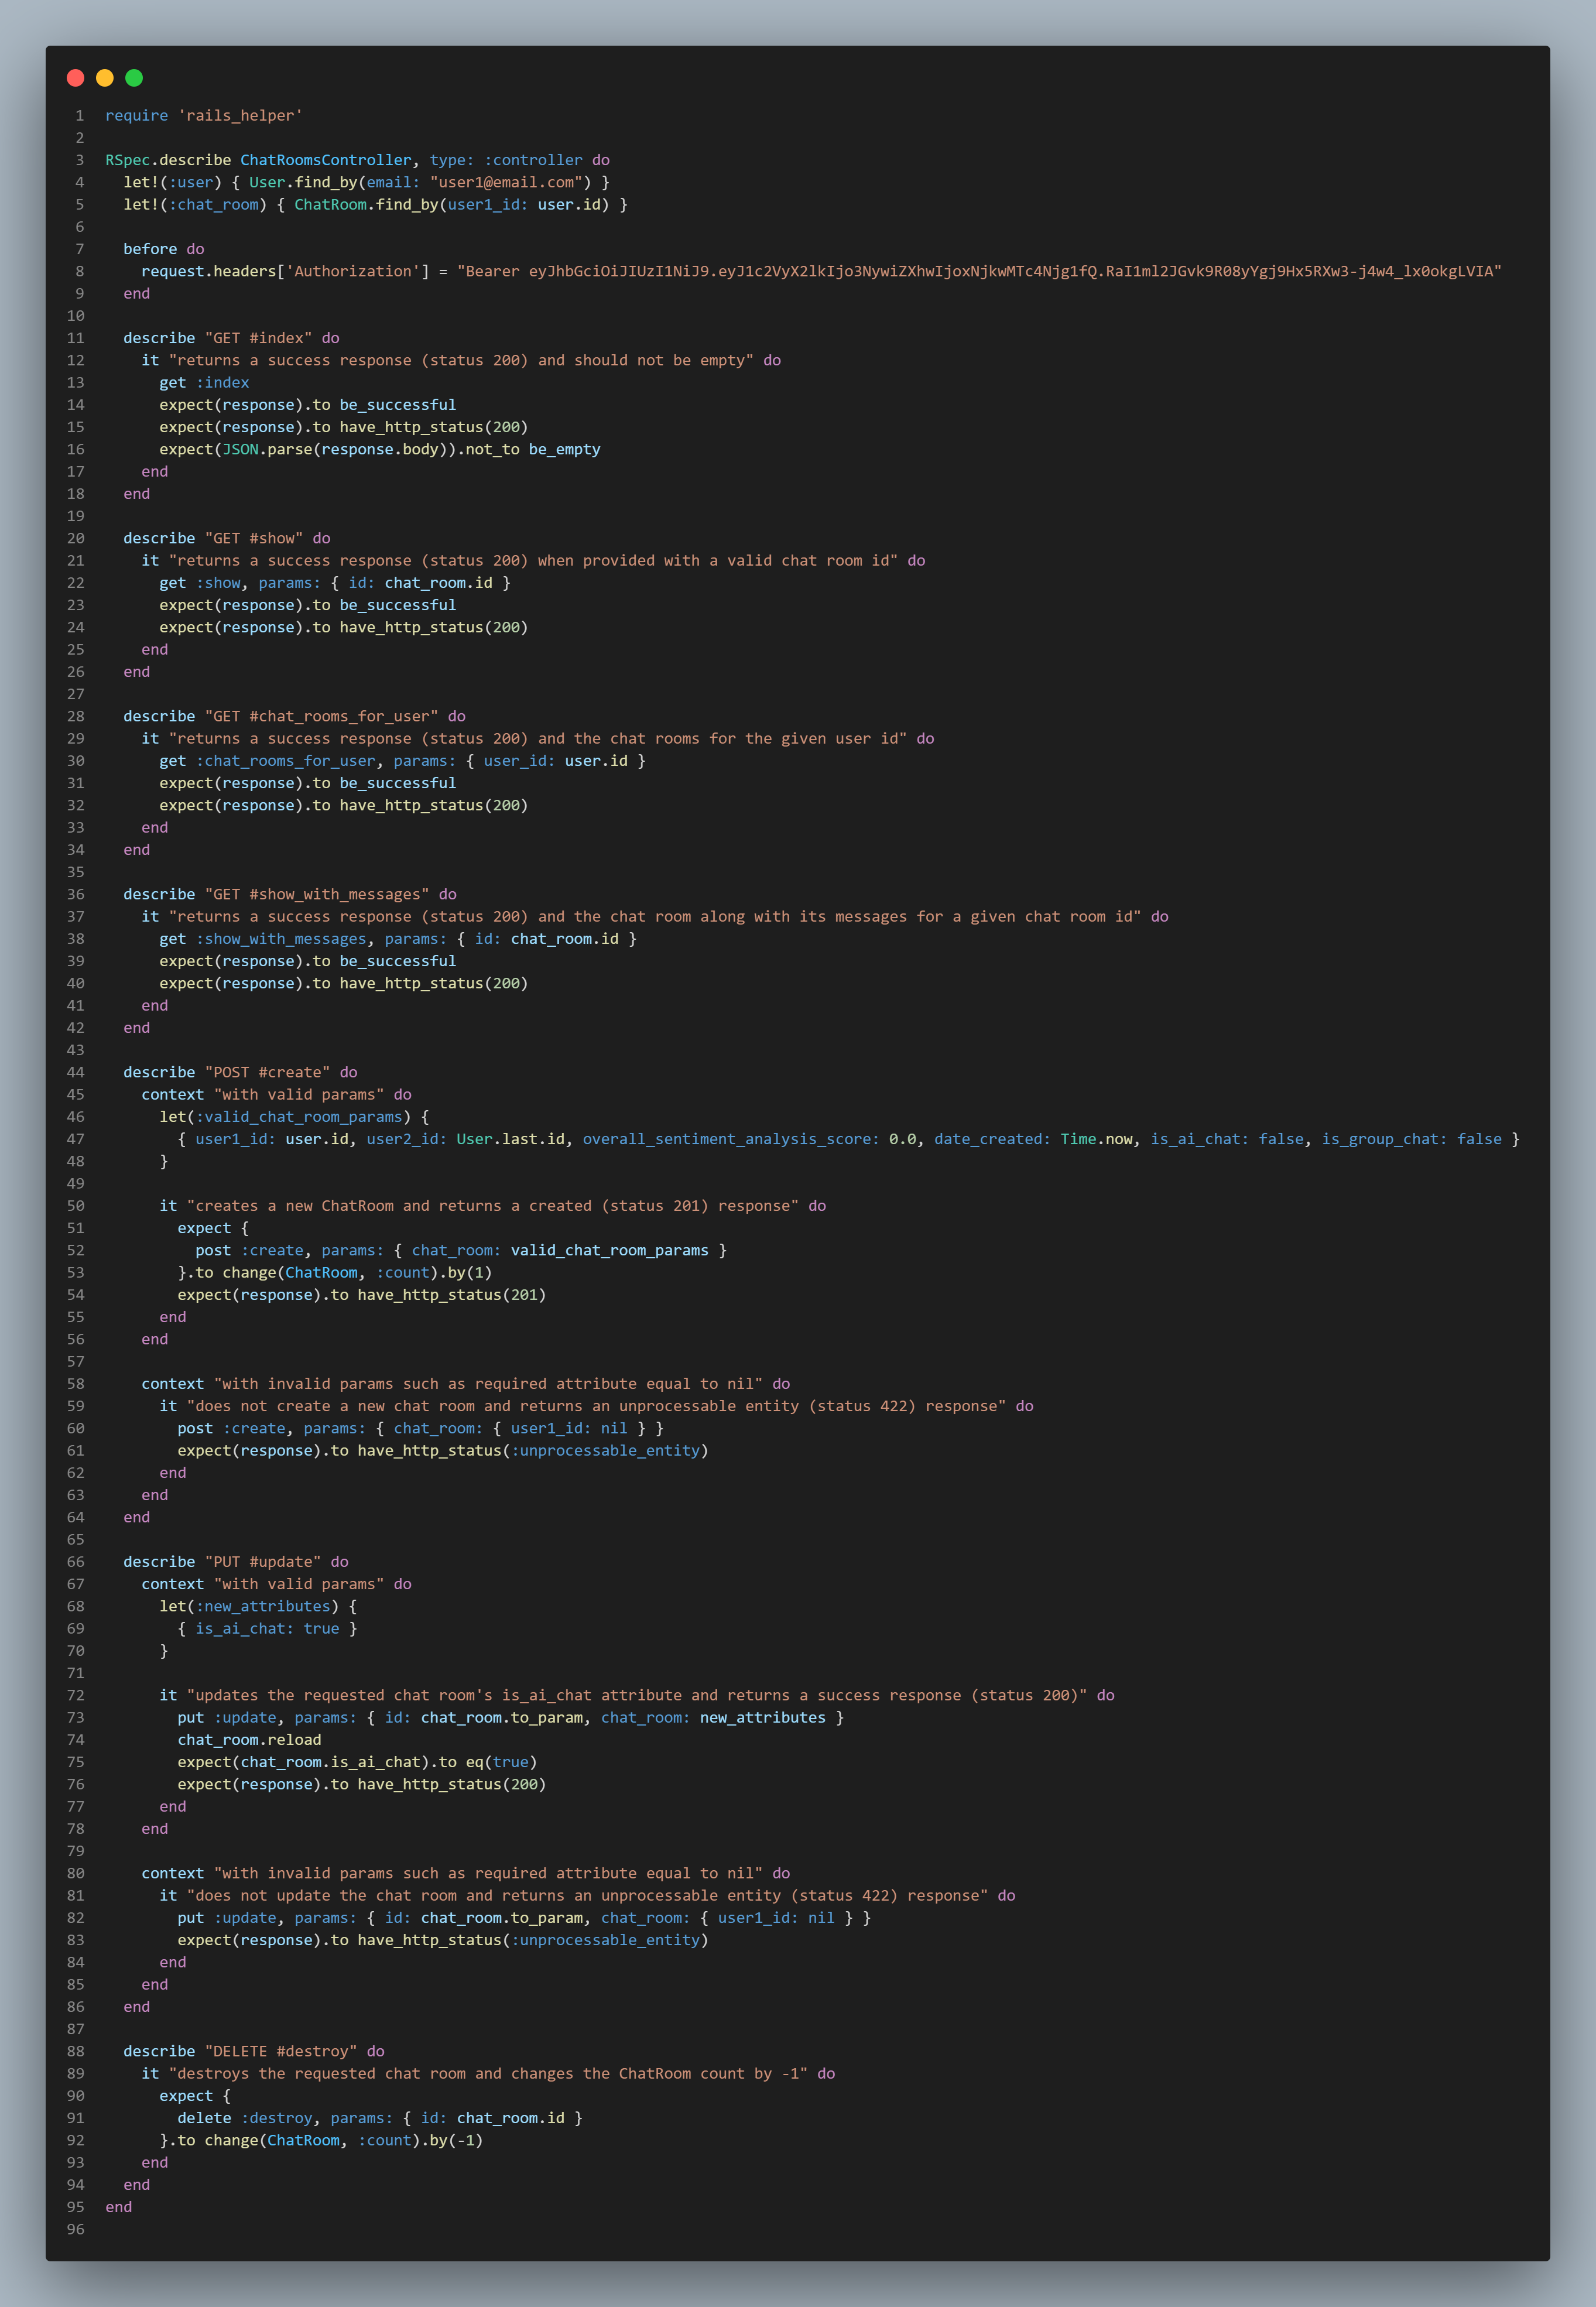 1 require 'rails_helper'
2
3 RSpec.describe ChatRoomsController, type: :controller do
4   let!(:user) { User.find_by(email: "user1@email.com") }
5   let!(:chat_room) { ChatRoom.find_by(user1_id: user.id) }
6
7   before do
8     request.headers['Authorization'] = "Bearer eyJhbGciOiJIUzI1NiJ9.eyJ1c2VyX2lkIjo3NywiZXhwIjoxNjkwMTc4Njg1fQ.RaI1ml2JGvk9R08yYgj9Hx5RXw3-j4w4_lx0okgLVIA"
9   end
10
11   describe "GET #index" do
12     it "returns a success response (status 200) and should not be empty" do
13       get :index
14       expect(response).to be_successful
15       expect(response).to have_http_status(200)
16       expect(JSON.parse(response.body)).not_to be_empty
17     end
18   end
19
20   describe "GET #show" do
21     it "returns a success response (status 200) when provided with a valid chat room id" do
22       get :show, params: { id: chat_room.id }
23       expect(response).to be_successful
24       expect(response).to have_http_status(200)
25     end
26   end
27
28   describe "GET #chat_rooms_for_user" do
29     it "returns a success response (status 200) and the chat rooms for the given user id" do
30       get :chat_rooms_for_user, params: { user_id: user.id }
31       expect(response).to be_successful
32       expect(response).to have_http_status(200)
33     end
34   end
35
36   describe "GET #show_with_messages" do
37     it "returns a success response (status 200) and the chat room along with its messages for a given chat room id" do
38       get :show_with_messages, params: { id: chat_room.id }
39       expect(response).to be_successful
40       expect(response).to have_http_status(200)
41     end
42   end
43
44   describe "POST #create" do
45     context "with valid params" do
46       let(:valid_chat_room_params) {
47         { user1_id: user.id, user2_id: User.last.id, overall_sentiment_analysis_score: 0.0, date_created: Time.now, is_ai_chat: false, is_group_chat: false }
48       }
49
50       it "creates a new ChatRoom and returns a created (status 201) response" do
51         expect {
52           post :create, params: { chat_room: valid_chat_room_params }
53         }.to change(ChatRoom, :count).by(1)
54         expect(response).to have_http_status(201)
55       end
56     end
57
58     context "with invalid params such as required attribute equal to nil" do
59       it "does not create a new chat room and returns an unprocessable entity (status 422) response" do
60         post :create, params: { chat_room: { user1_id: nil } }
61         expect(response).to have_http_status(:unprocessable_entity)
62       end
63     end
64   end
65
66   describe "PUT #update" do
67     context "with valid params" do
68       let(:new_attributes) {
69         { is_ai_chat: true }
70       }
71
72       it "updates the requested chat room's is_ai_chat attribute and returns a success response (status 200)" do
73         put :update, params: { id: chat_room.to_param, chat_room: new_attributes }
74         chat_room.reload
75         expect(chat_room.is_ai_chat).to eq(true)
76         expect(response).to have_http_status(200)
77       end
78     end
79
80     context "with invalid params such as required attribute equal to nil" do
81       it "does not update the chat room and returns an unprocessable entity (status 422) response" do
82         put :update, params: { id: chat_room.to_param, chat_room: { user1_id: nil } }
83         expect(response).to have_http_status(:unprocessable_entity)
84       end
85     end
86   end
87
88   describe "DELETE #destroy" do
89     it "destroys the requested chat room and changes the ChatRoom count by -1" do
90       expect {
91         delete :destroy, params: { id: chat_room.id }
92       }.to change(ChatRoom, :count).by(-1)
93     end
94   end
95 end
96